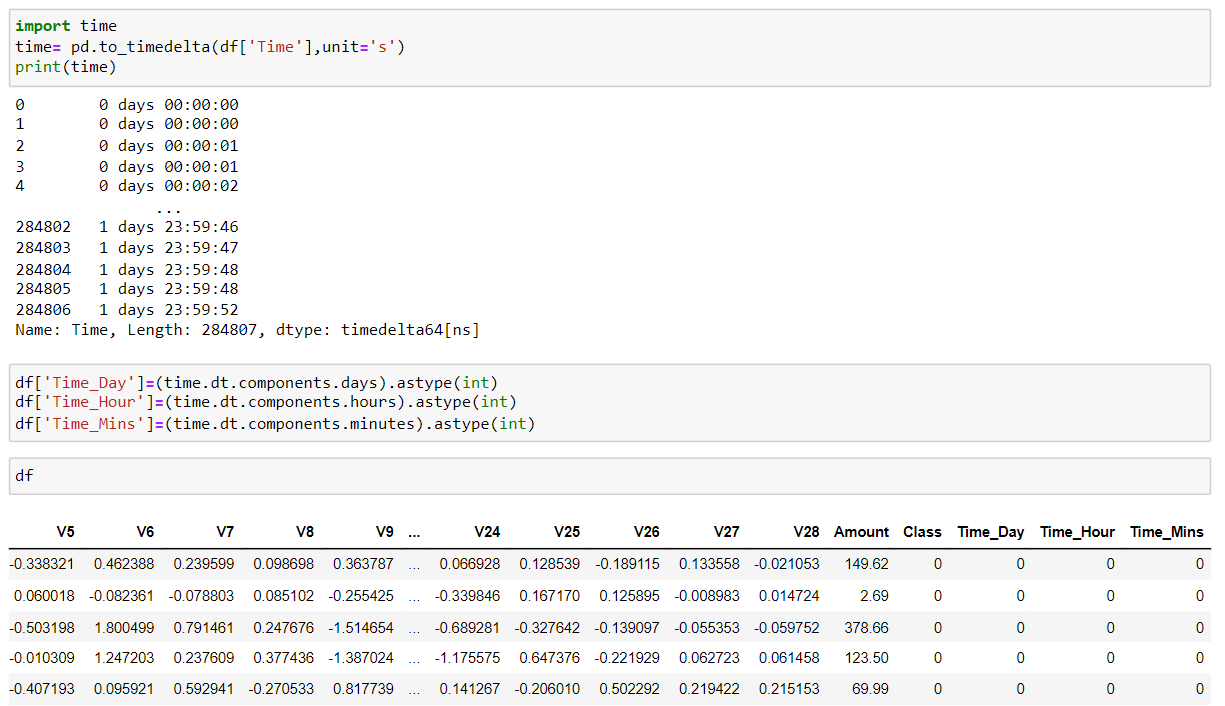 import time
time= pd.to_timedelta(df['Time'],unit='s')
print(time)
0        0 days 00:00:00
1        0 days 00:00:00
2        0 days 00:00:01
3        0 days 00:00:01
4        0 days 00:00:02
...
284802   1 days 23:59:46
284803   1 days 23:59:47
284804   1 days 23:59:48
284805   1 days 23:59:48
284806   1 days 23:59:52
Name: Time, Length: 284807, dtype: timedelta64[ns]
df['Time_Day']=(time.dt.components.days).astype(int)
df['Time_Hour']=(time.dt.components.hours).astype(int)
df['Time_Mins']=(time.dt.components.minutes).astype(int)
df
V5 V6 V7 V8 V9 ... V24 V25 V26 V27 V28 Amount Class Time_Day Time_Hour Time_Mins
-0.338321 0.462388 0.239599 0.098698 0.363787 ... 0.066928 0.128539 -0.189115 0.133558 -0.021053 149.62 0 0 0 0
0.060018 -0.082361 -0.078803 0.085102 -0.255425 ... -0.339846 0.167170 0.125895 -0.008983 0.014724 2.69 0 0 0 0
-0.503198 1.800499 0.791461 0.247676 -1.514654 ... -0.689281 -0.327642 -0.139097 -0.055353 -0.059752 378.66 0 0 0 0
-0.010309 1.247203 0.237609 0.377436 -1.387024 ... -1.175575 0.647376 -0.221929 0.062723 0.061458 123.50 0 0 0 0
-0.407193 0.095921 0.592941 -0.270533 0.817739 ... 0.141267 -0.206010 0.502292 0.219422 0.215153 69.99 0 0 0 0